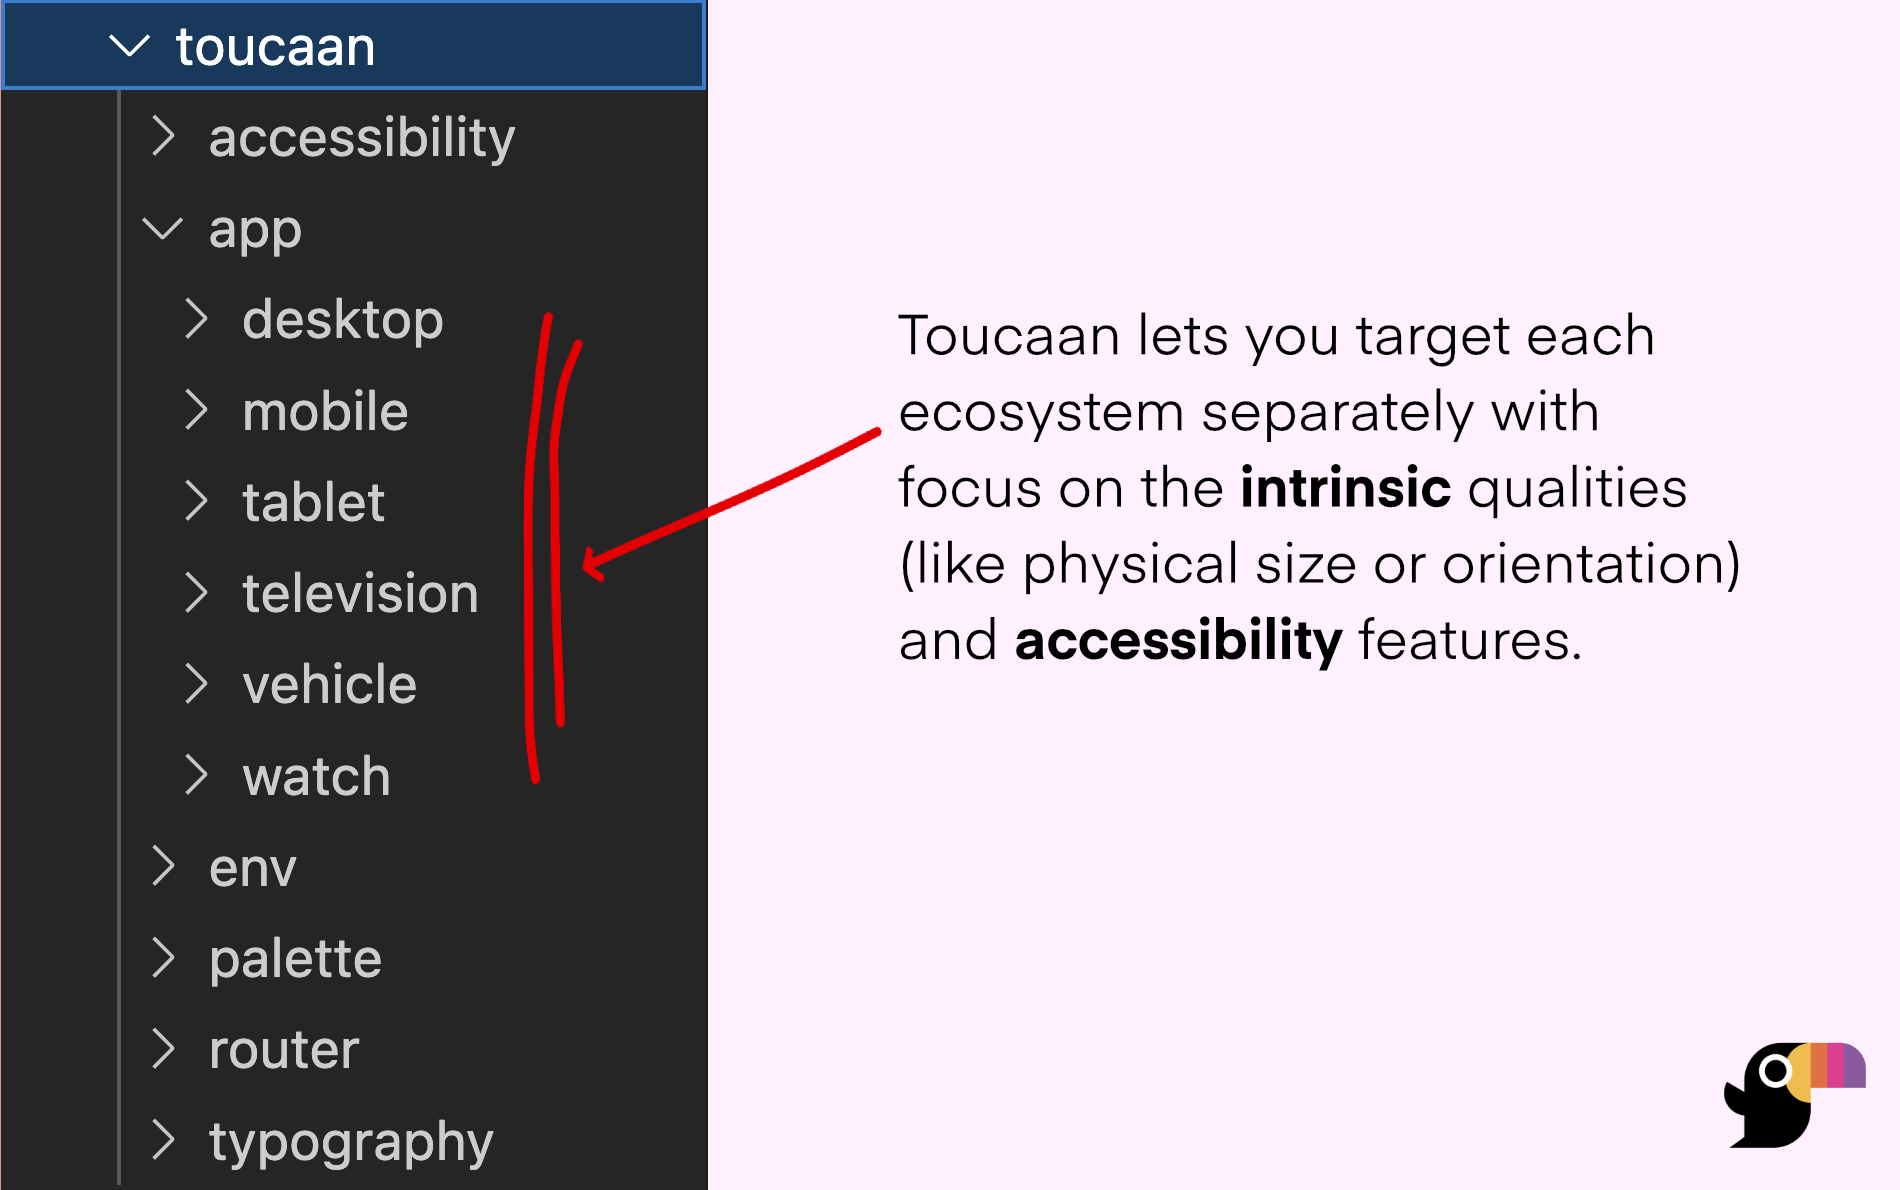 toucaan
accessibility
app
desktop
mobile
tablet
television
vehicle
watch
env
palette
router
typography
Toucaan lets you target each
ecosystem separately with
focus on the intrinsic qualities
(like physical size or orientation)
and accessibility features.